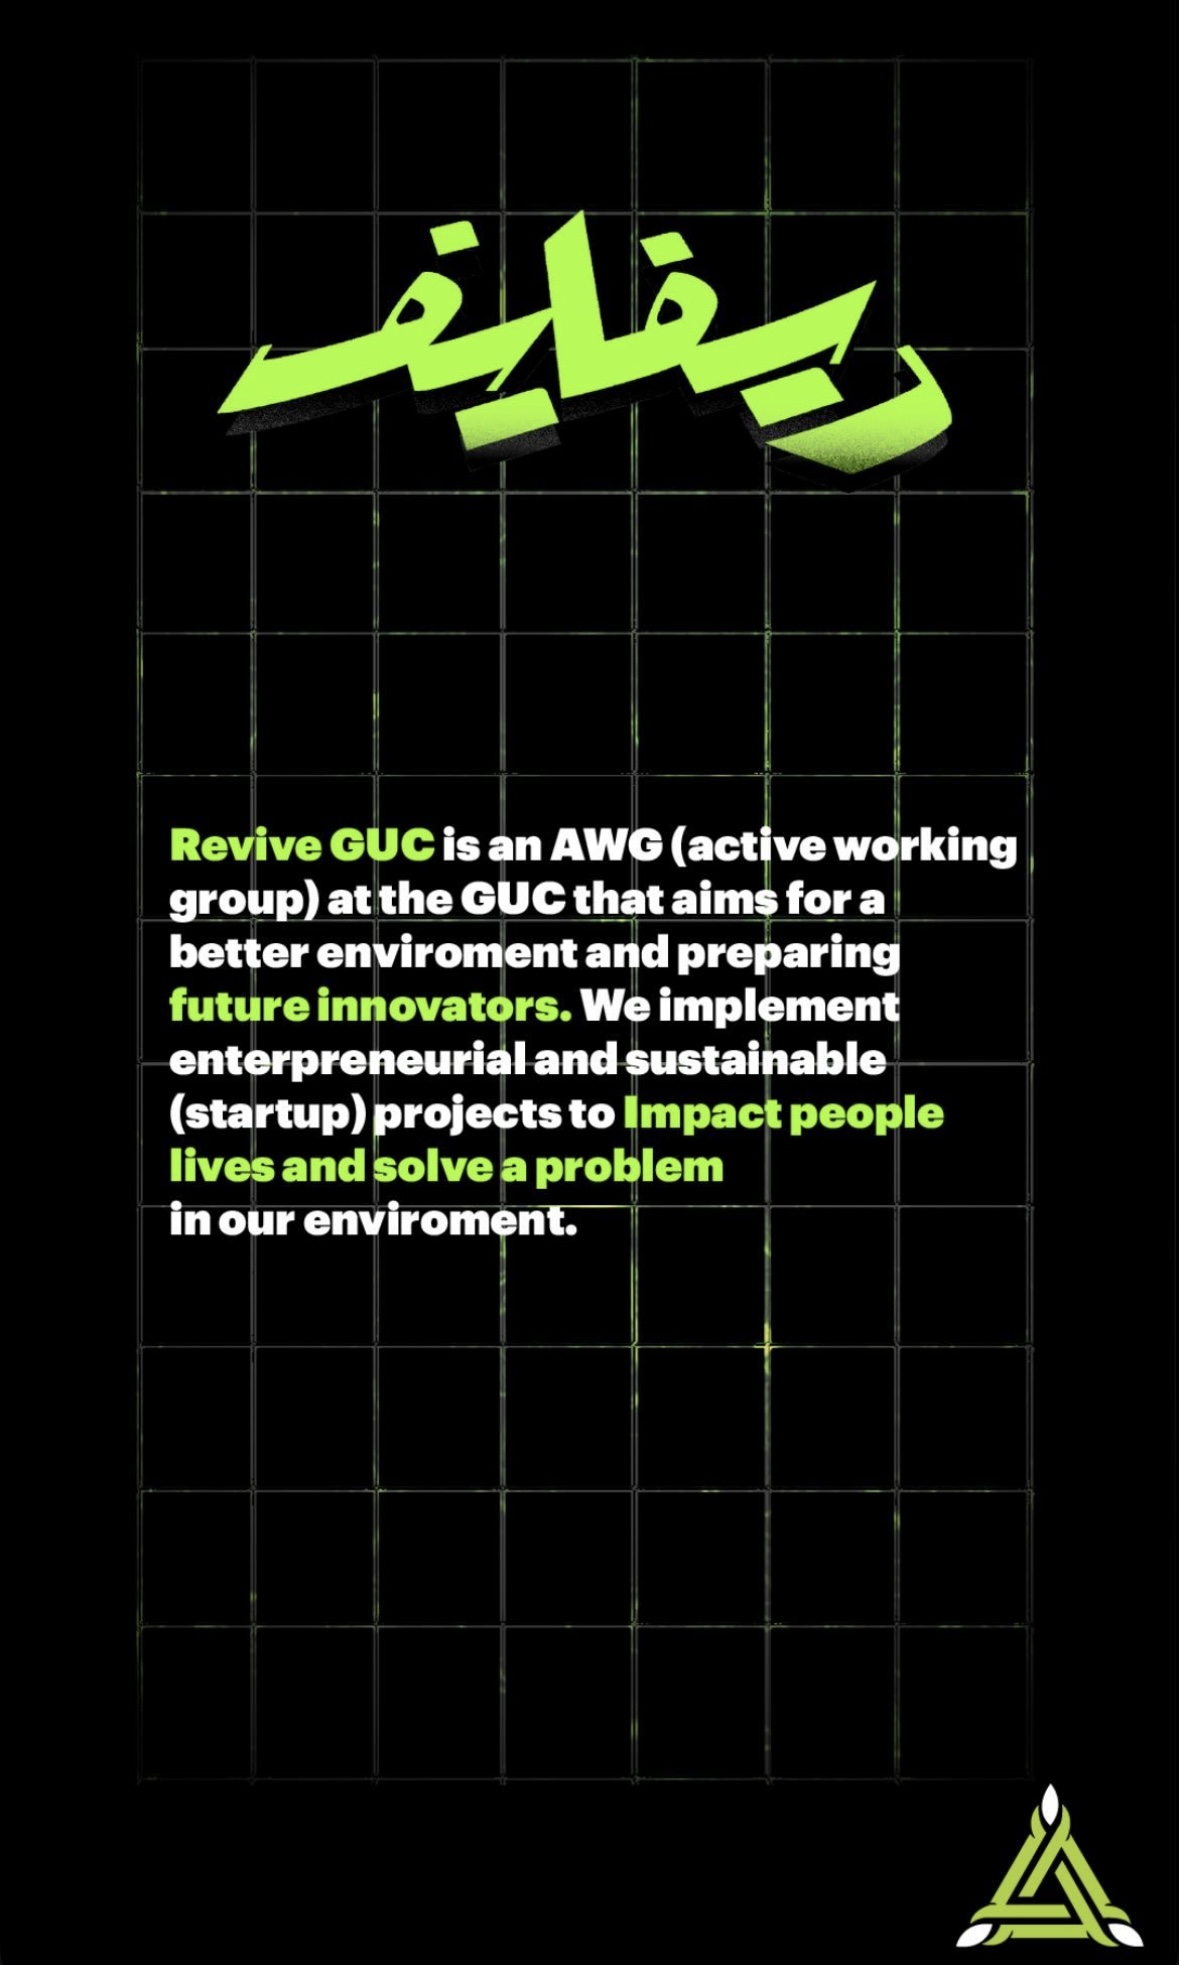 ريفايف
Revive GUC is an AWG (active working
group) at the GUC that aims for a
better enviroment and preparing
future innovators. We implement
enterpreneurial and sustainable
(startup) projects to Impact people
lives and solve a problem
in our enviroment.